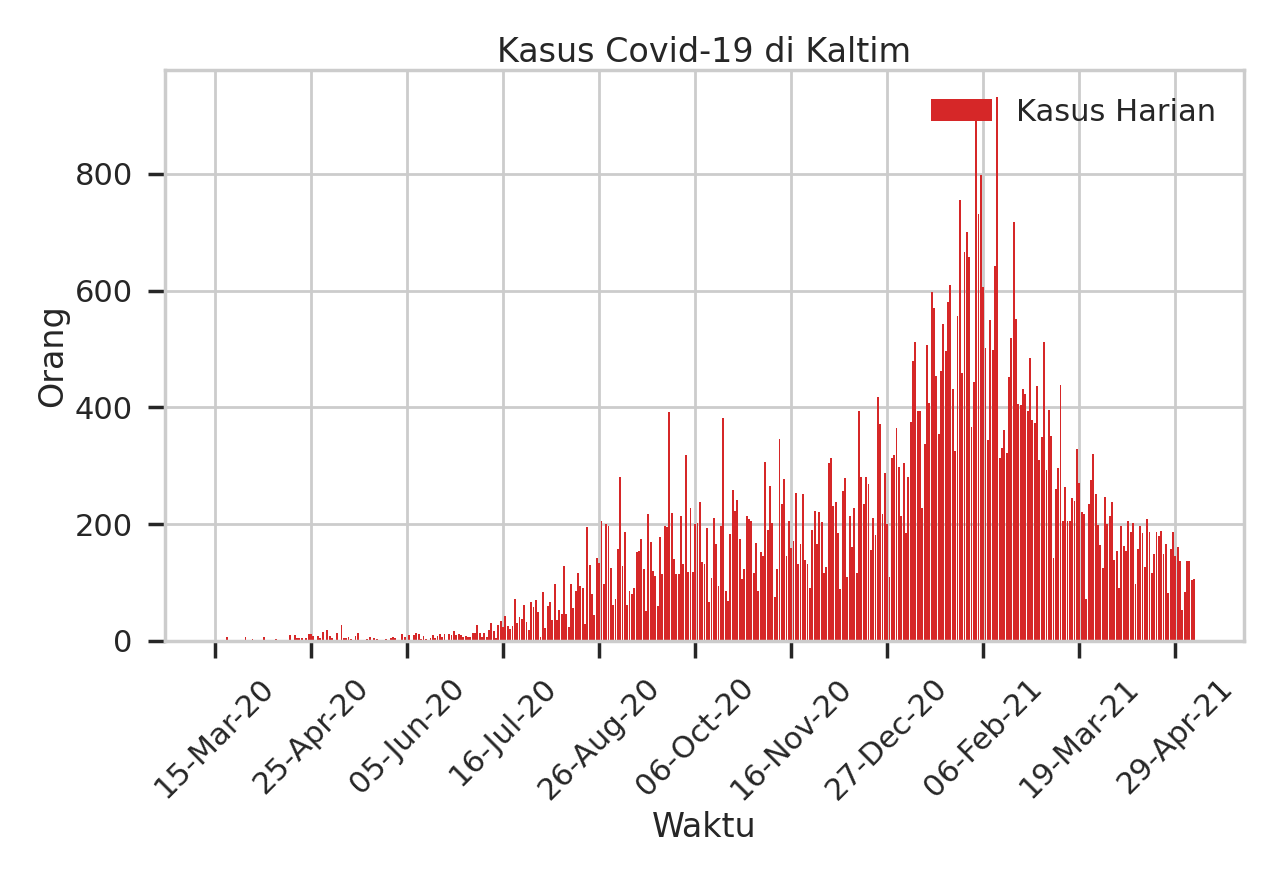 Kasus Covid-19 di Kaltim
Kasus Harian
Orang
800
600
400
200
0
15-Mar-20
25-Apr-20
05-Jun-20
16-Jul-20
26-Aug-20
06-Oct-20
16-Nov-20
27-Dec-20
06-Feb-21
19-Mar-21
29-Apr-21
Waktu